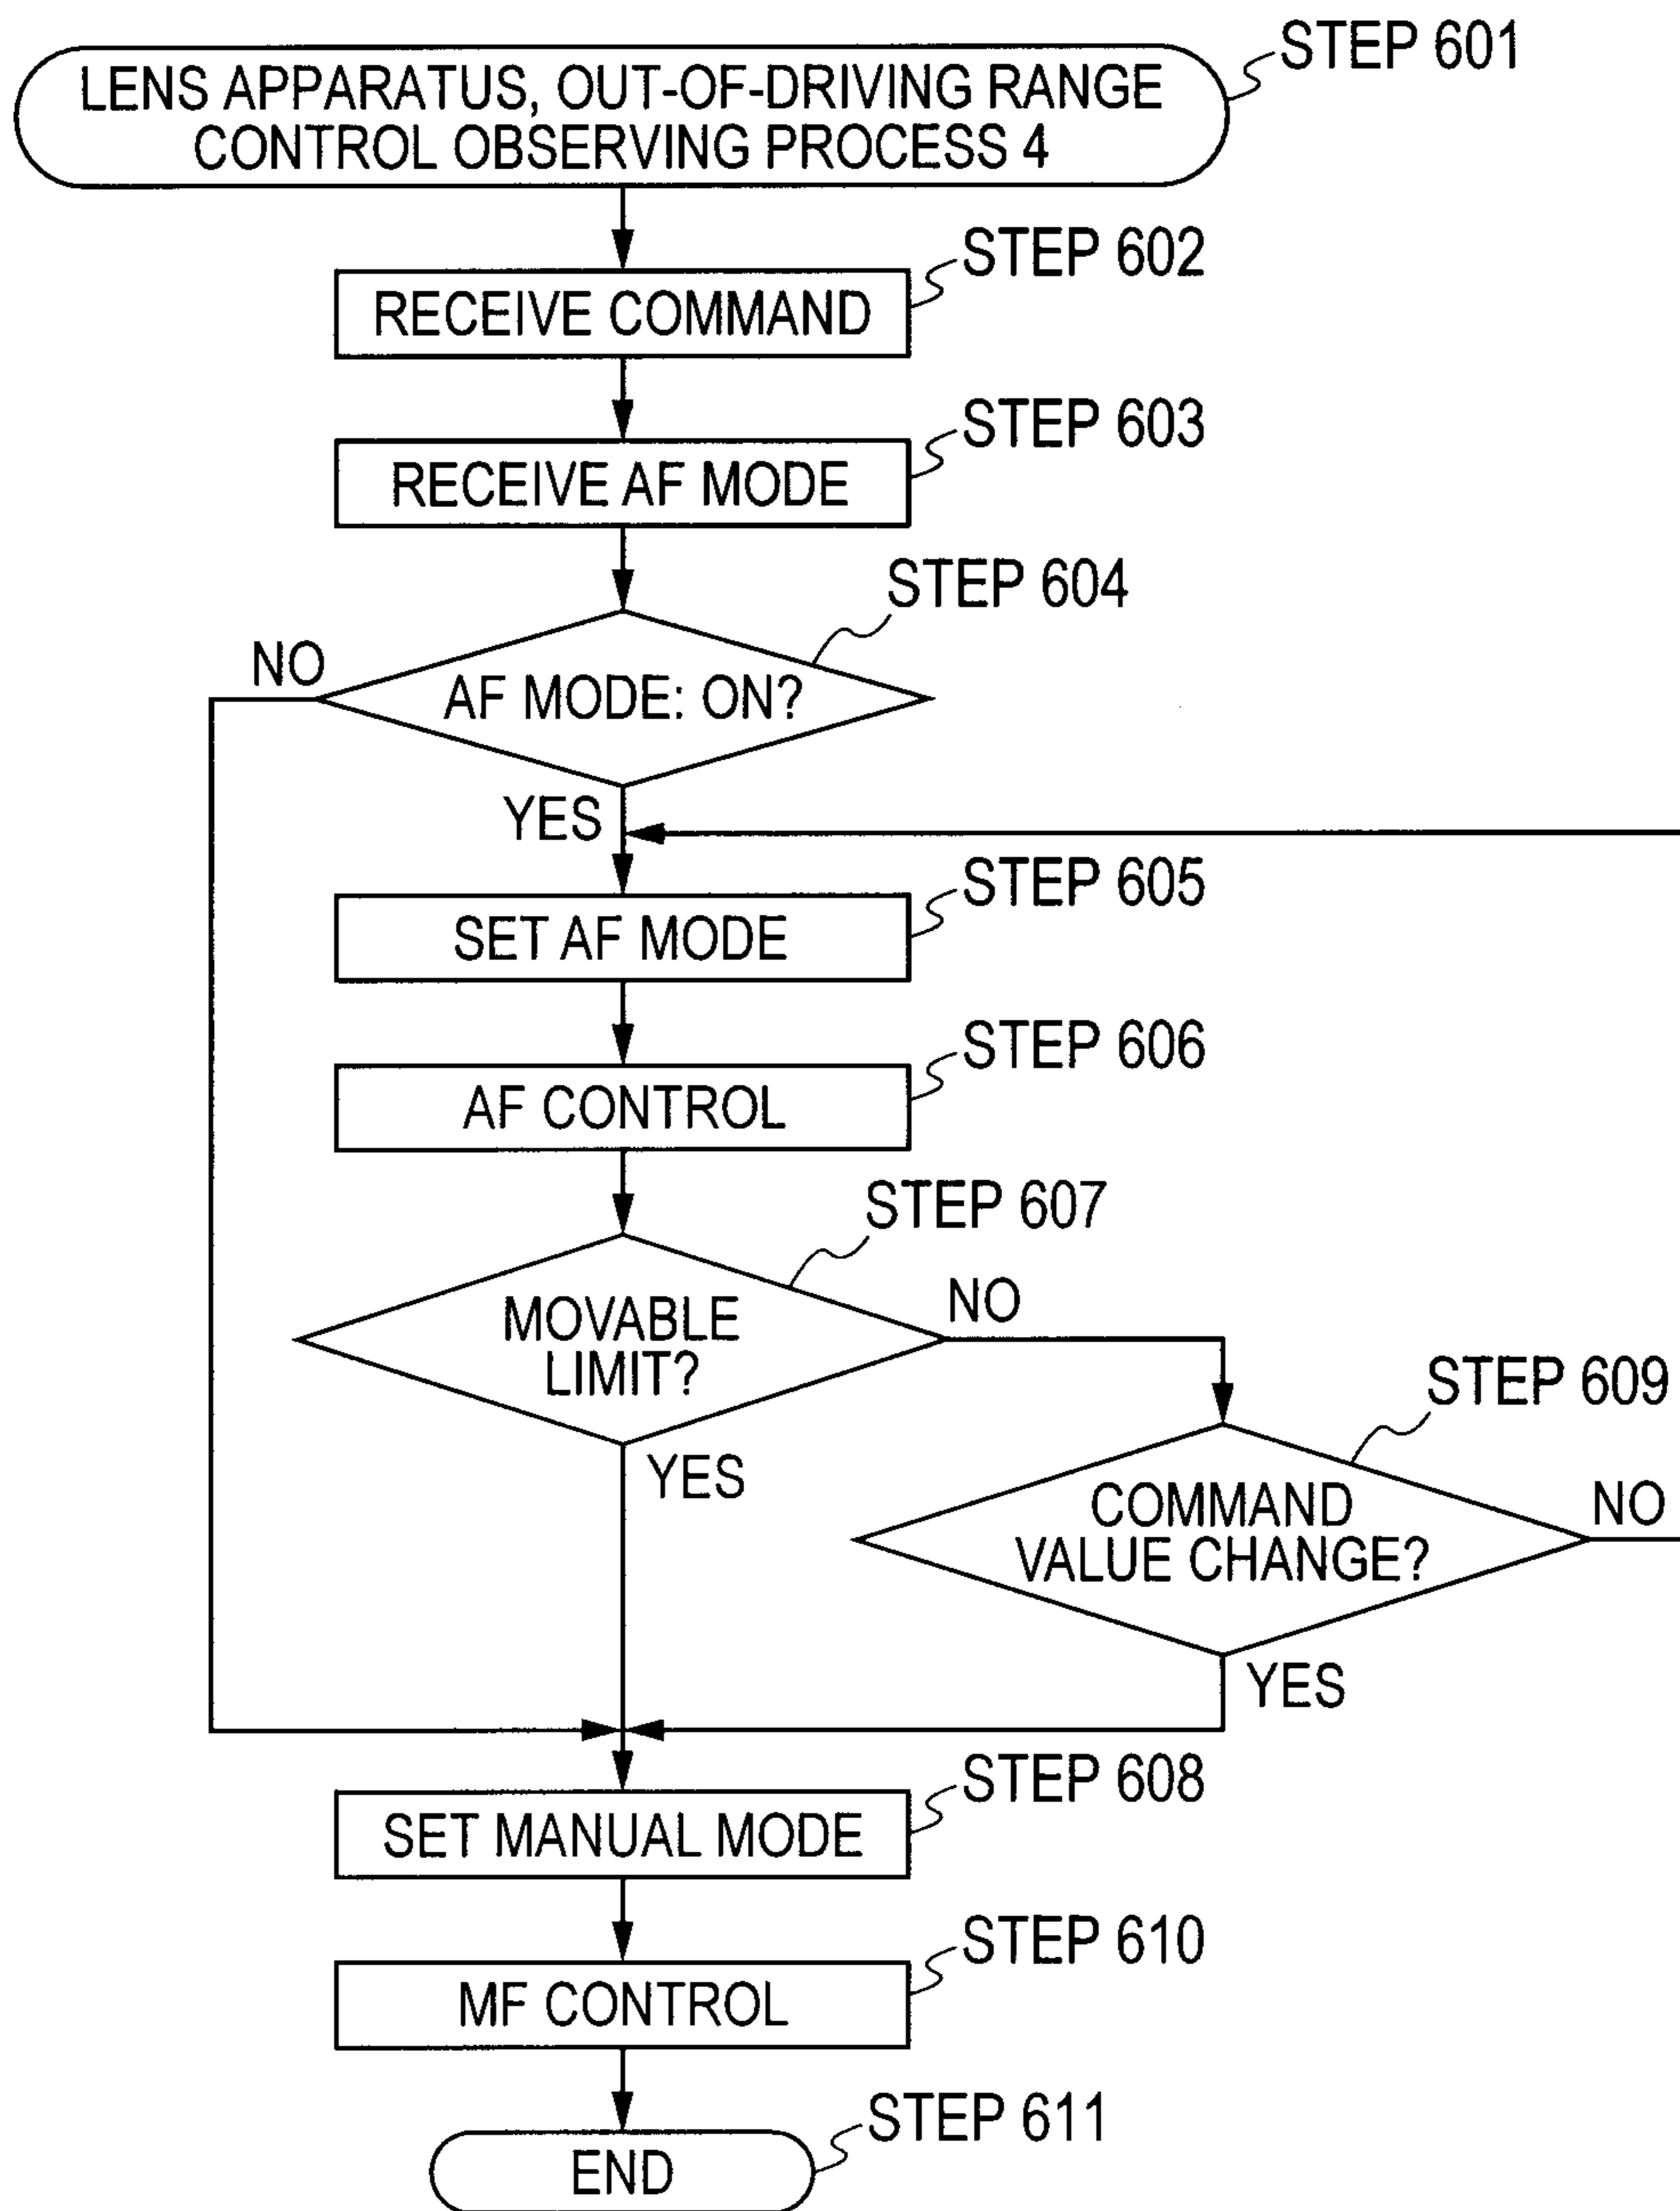 STEP 601
LENS APPARATUS, OUT-OF-DRIVING RANGE
CONTROL OBSERVING PROCESS 4
STEP 602
RECEIVE COMMAND
STEP 603
RECEIVE AF MODE
STEP 604
NO
AF MODE: ON?
YES
STEP 605
SET AF MODE
STEP 606
AF CONTROL
STEP 607
NO
MOVABLE
LIMIT?
YES
STEP 609
COMMAND
VALUE CHANGE?
NO
YES
STEP 608
SET MANUAL MODE
STEP 610
MF CONTROL
STEP 611
END